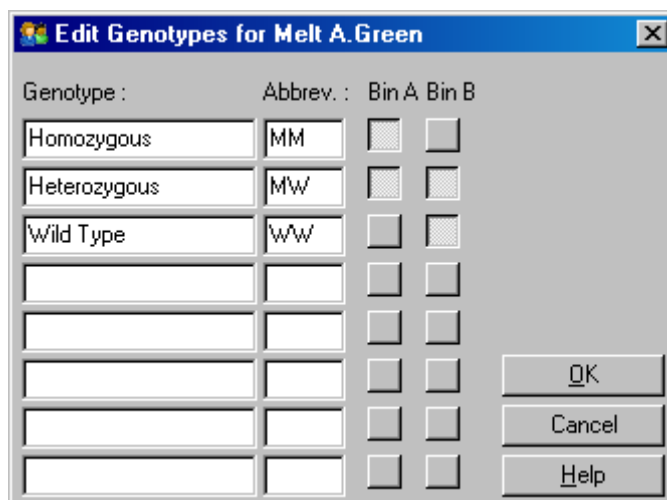 Edit Genotypes for Melt A.Green
Genotype : Abbrev. : Bin A Bin B
Homozygous MM
Heterozygous MW
Wild Type WW
OK
Cancel
Help